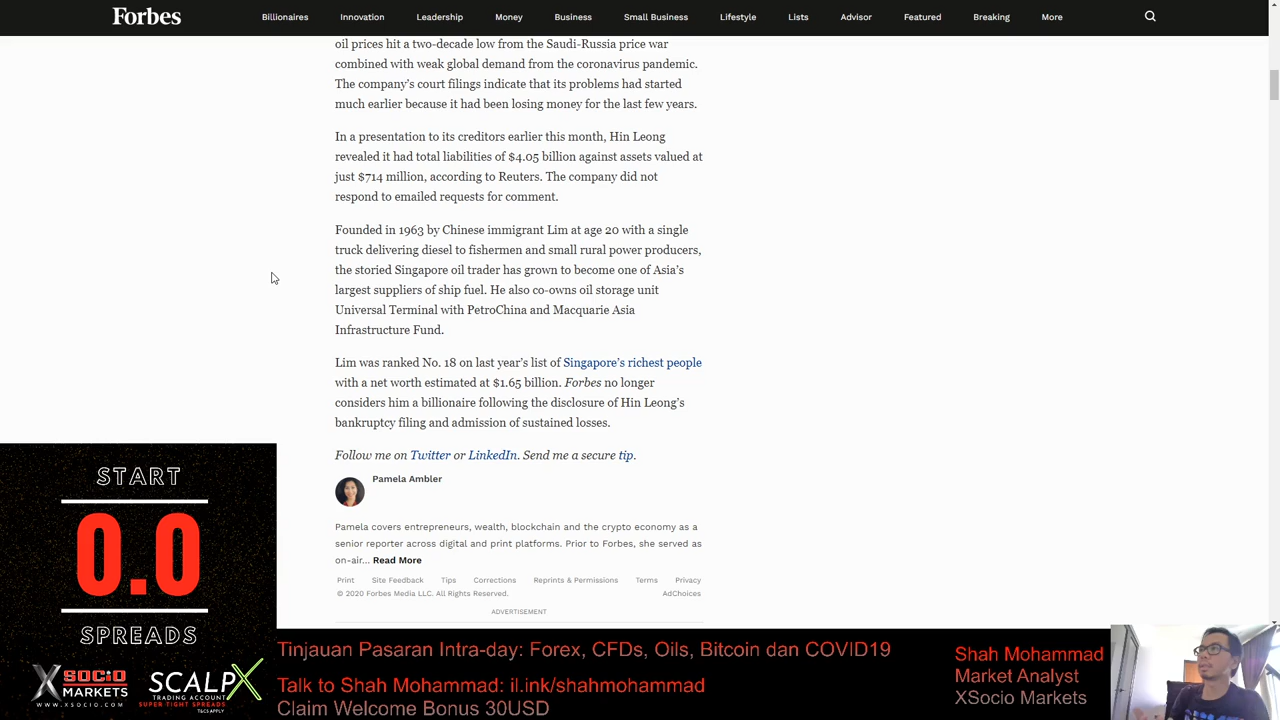 Forbes
Billionaires Innovation Leadership Money Business Small Business Lifestyle Lists Advisor Featured Breaking More
oil prices hit a two-decade low from the Saudi-Russia price war
combined with weak global demand from the coronavirus pandemic.
The company's court filings indicate that its problems had started
much earlier because it had been losing money for the last few years.
In a presentation to its creditors earlier this month, Hin Leong
revealed it had total liabilities of $4.05 billion against assets valued at
just $714 million, according to Reuters. The company did not
respond to emailed requests for comment.
Founded in 1963 by Chinese immigrant Lim at age 20 with a single
truck delivering diesel to fishermen and small rural power producers,
the storied Singapore oil trader has grown to become one of Asia's
largest suppliers of ship fuel. He also co-owns oil storage unit
Universal Terminal with PetroChina and Macquarie Asia
Infrastructure Fund.
Lim was ranked No. 18 on last year's list of Singapore's richest people
with a net worth estimated at $1.65 billion. Forbes no longer
considers him a billionaire following the disclosure of Hin Leong's
bankruptcy filing and admission of sustained losses.
Follow me on Twitter or LinkedIn. Send me a secure tip.
Pamela Ambler
Pamela covers entrepreneurs, wealth, blockchain and the crypto economy as a
senior reporter across digital and print platforms. Prior to Forbes, she served as
on-air... Read More
Print Site Feedback Tips Corrections Reprints & Permissions Terms Privacy
© 2020 Forbes Media LLC. All Rights Reserved. AdChoices
ADVERTISEMENT
START
0.0
SPREADS
XSOCIO MARKETS
WWW.XSOCIO.COM
SCALPX
TRADING ACCOUNT
SUPER TIGHT SPREADS
T&CS APPLY
Tinjauan Pasaran Intra-day: Forex, CFDs, Oils, Bitcoin dan COVID19
Talk to Shah Mohammad: il.ink/shahmohammad
Claim Welcome Bonus 30USD
Shah Mohammad
Market Analyst
XSocio Markets